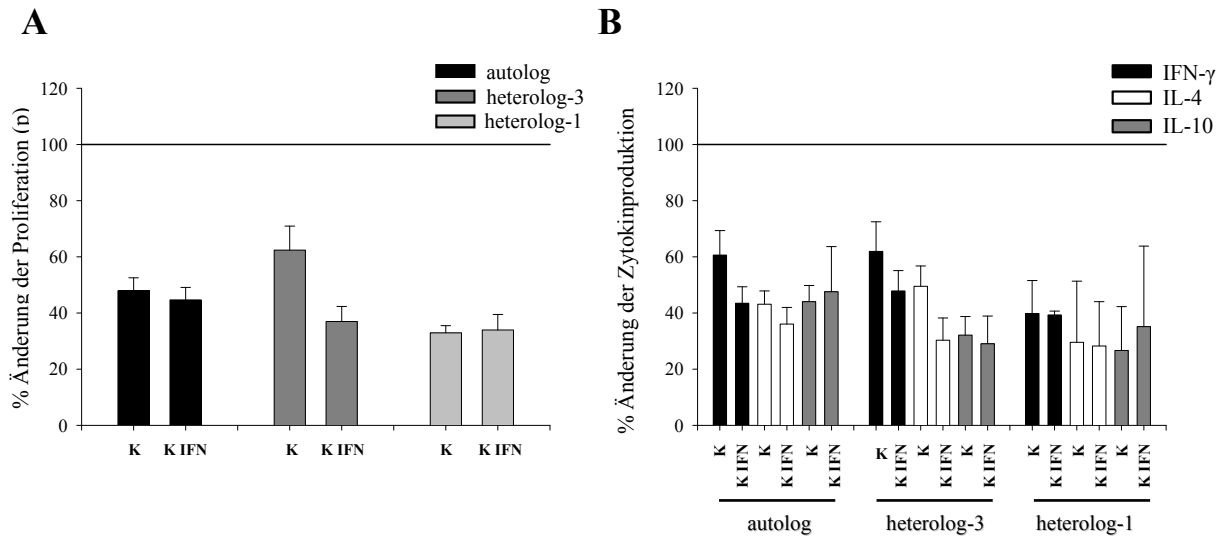 A
% Änderung der Proliferation (p)
autolog
heterolog-3
heterolog-1
120
100
80
60
40
20
0
K
K IFN
K
K IFN
K
K IFN
B
% Änderung der Zytokinproduktion
IFN-γ
IL-4
IL-10
120
100
80
60
40
20
0
K
K IFN
K
K IFN
K
K IFN
K
K IFN
K
K IFN
K
K IFN
K
K IFN
K
K IFN
K
K IFN
autolog
heterolog-3
heterolog-1